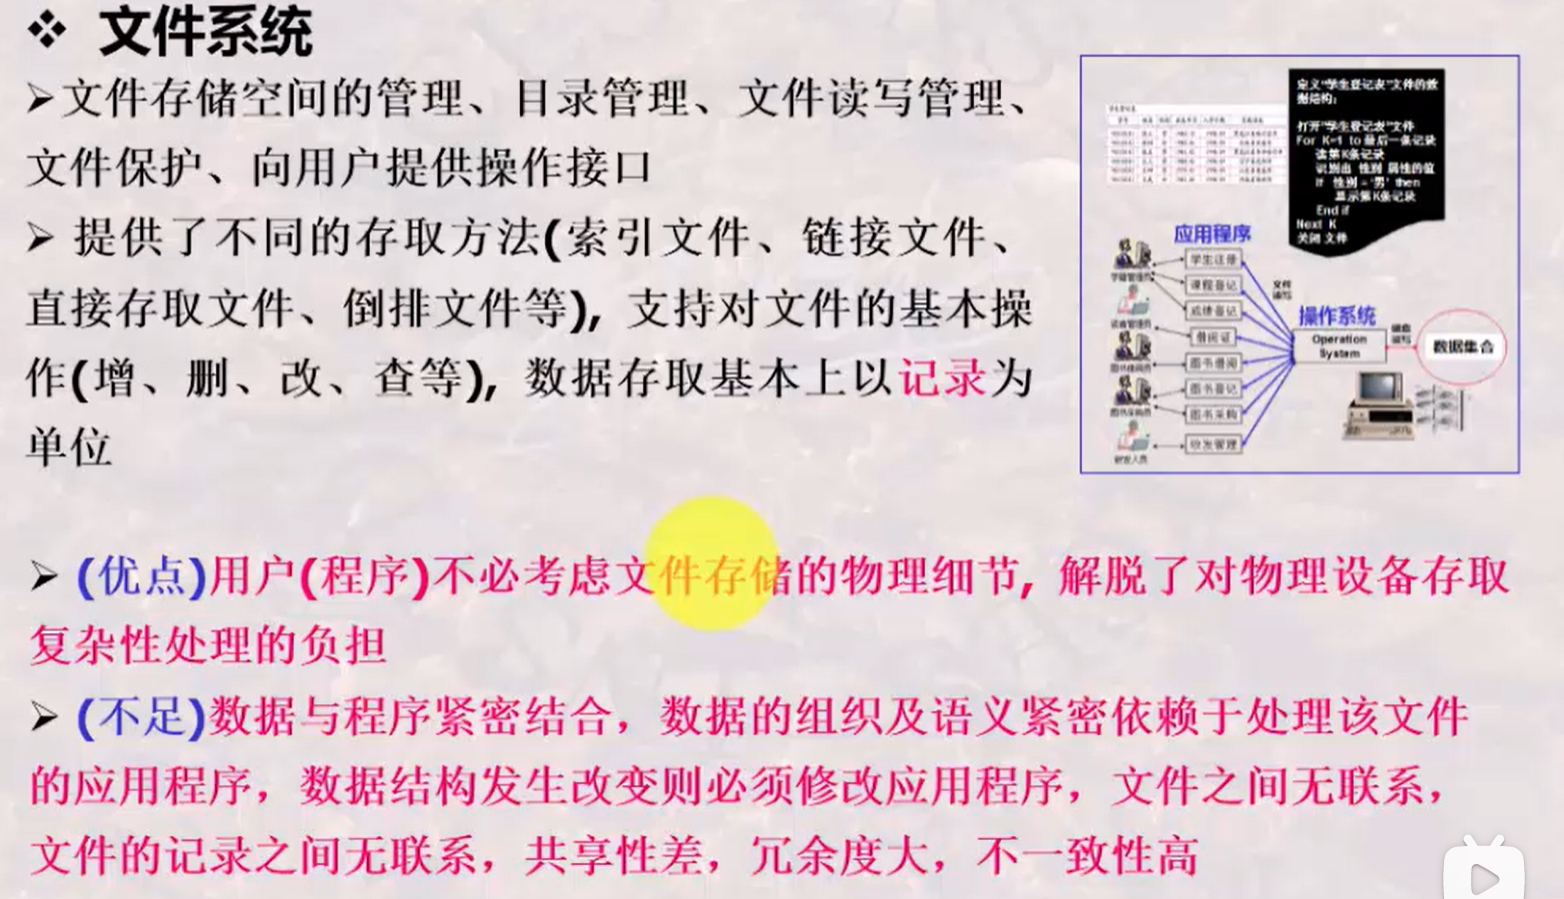 ❖ 文件系统
➢文件存储空间的管理、目录管理、文件读写管理、
文件保护、向用户提供操作接口
➢ 提供了不同的存取方法(索引文件、链接文件、
直接存取文件、倒排文件等), 支持对文件的基本操
作(增、删、改、查等), 数据存取基本上以记录为
单位
➢ (优点)用户(程序)不必考虑文件存储的物理细节, 解脱了对物理设备存取
复杂性处理的负担
➢ (不足)数据与程序紧密结合，数据的组织及语义紧密依赖于处理该文件
的应用程序，数据结构发生改变则必须修改应用程序，文件之间无联系，
文件的记录之间无联系，共享性差，冗余度大，不一致性高
定义"学生登记表"文件的数
据结构;
打开"学生登记表"文件
For K=1 to 最后一条记录
读第K条记录
识别出 性别 属性的值
If 性别 = '男' then
显示第K条记录
End if
Next K
关闭 文件
应用程序
学生注册
课程登记
成绩登记
借阅证
图书借阅
图书登记
图书采购
收发管理
文件
读写
操作系统
Operation
System
磁盘
读写
数据集合